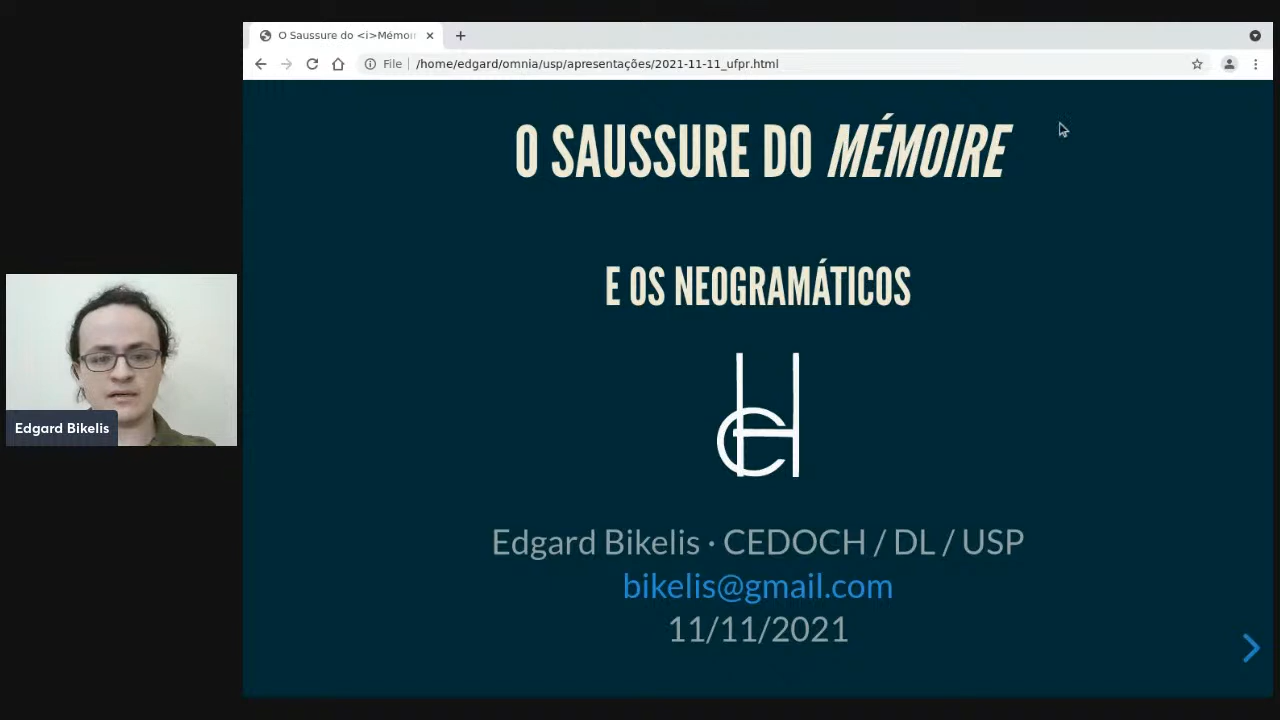 O Saussure do <i>Mémoir
File
/home/edgard/omnia/usp/apresentações/2021-11-11_ufpr.html
O SAUSSURE DO MÉMOIRE
E OS NEOGRAMÁTICOS
Edgard Bikelis
Edgard Bikelis · CEDOCH / DL / USP
bikelis@gmail.com
11/11/2021